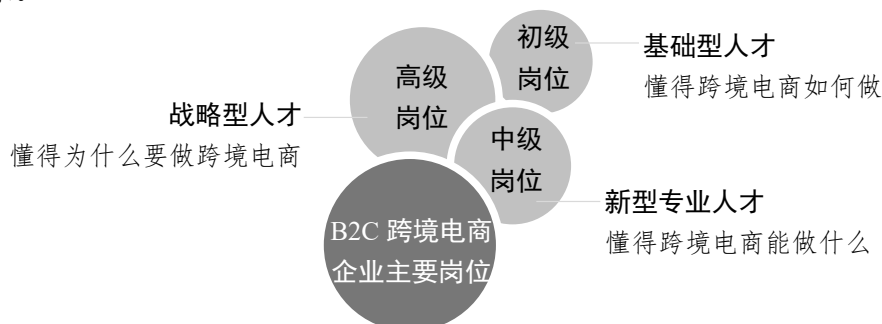 初级
岗位
基础型人才
懂得跨境电商如何做
高级
岗位
战略型人才
懂得为什么要做跨境电商
中级
岗位
新型专业人才
懂得跨境电商能做什么
B2C 跨境电商
企业主要岗位